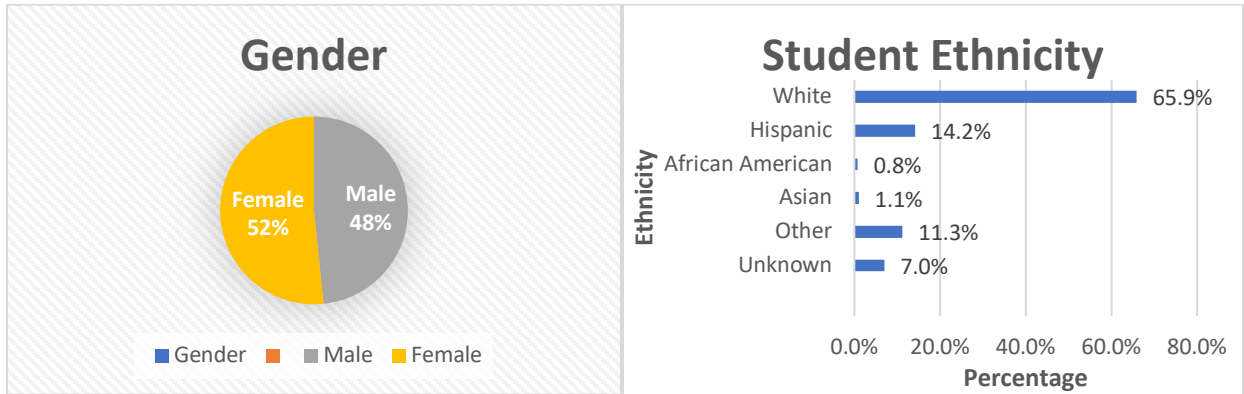 Gender
Female
52%
Male
48%
Gender Male Female
Student Ethnicity
Ethnicity
White 65.9%
Hispanic 14.2%
African American 0.8%
Asian 1.1%
Other 11.3%
Unknown 7.0%
0.0% 20.0% 40.0% 60.0% 80.0%
Percentage